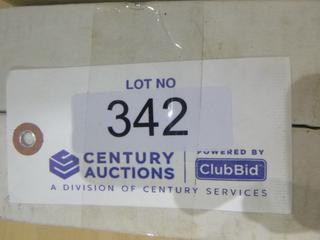 LOT NO
342
CENTURY AUCTIONS
POWERED BY
ClubBid
A DIVISION OF CENTURY SERVICES